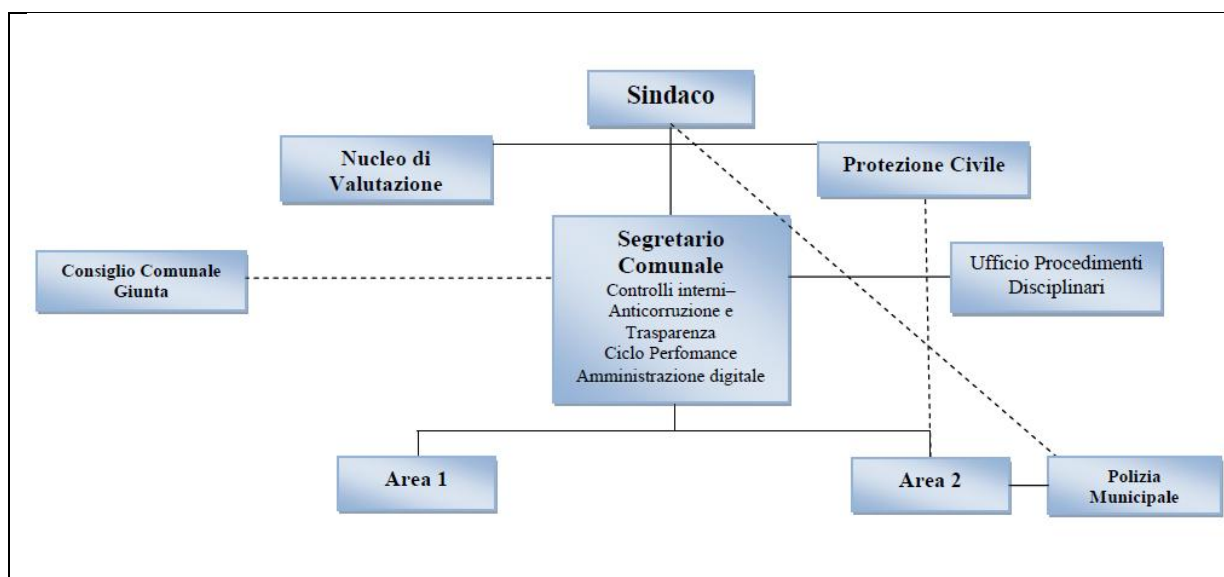 Sindaco
Nucleo di
Valutazione
Protezione Civile
Segretario
Comunale
Controlli interni–
Anticorruzione e
Trasparenza
Ciclo Perfomance
Amministrazione digitale
Consiglio Comunale
Giunta
Ufficio Procedimenti
Disciplinari
Area 1
Area 2
Polizia
Municipale